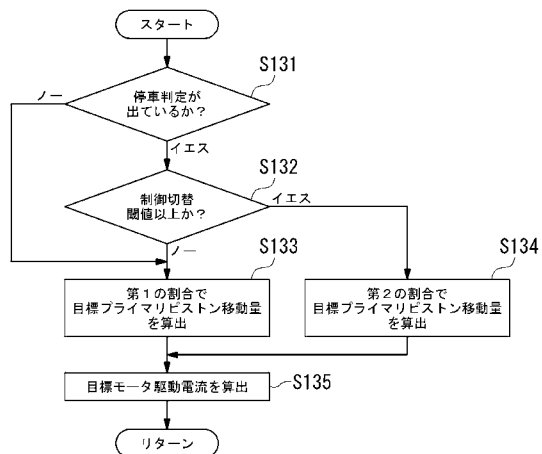 スタート
S131
停車判定が
出ているか?
ノー
イエス
S132
制御切替
閾値以上か?
イエス
ノー
S133
第1の割合で
目標プライマリピストン移動量
を算出
S134
第2の割合で
目標プライマリピストン移動量
を算出
目標モータ駆動電流を算出
S135
リターン